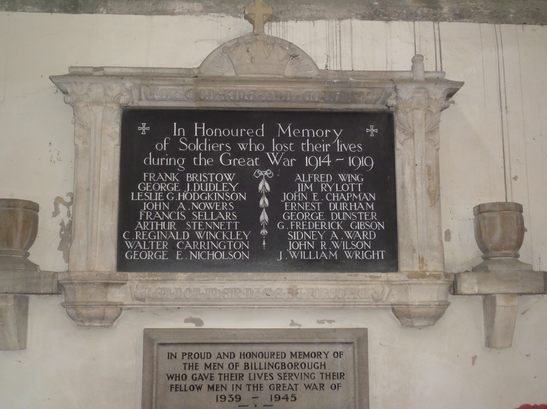 In Honoured Memory
of Soldiers who lost their lives
during the Great War 1914~1919
FRANK BRISTOW
GEORGE J. DUDLEY
LESLIE G. HODGKINSON
JOHN A. NOWERS
FRANCIS SELLARS
ARTHUR STENNETT
C. REGINALD WINCKLEY
WALTER CARRINGTON
GEORGE E. NICHOLSON
ALFRED WING
JIM RYLOTT
JOHN E. CHAPMAN
ERNEST DURHAM
GEORGE DUNSTER
G. FREDERICK GIBSON
SIDNEY A. WARD
JOHN R. WILSON
J. WILLIAM WRIGHT
IN PROUD AND HONOURED MEMORY OF
THE MEN OF BILLINGBOROUGH
WHO GAVE THEIR LIVES SERVING THEIR
FELLOW MEN IN THE GREAT WAR OF
1939 - 1945